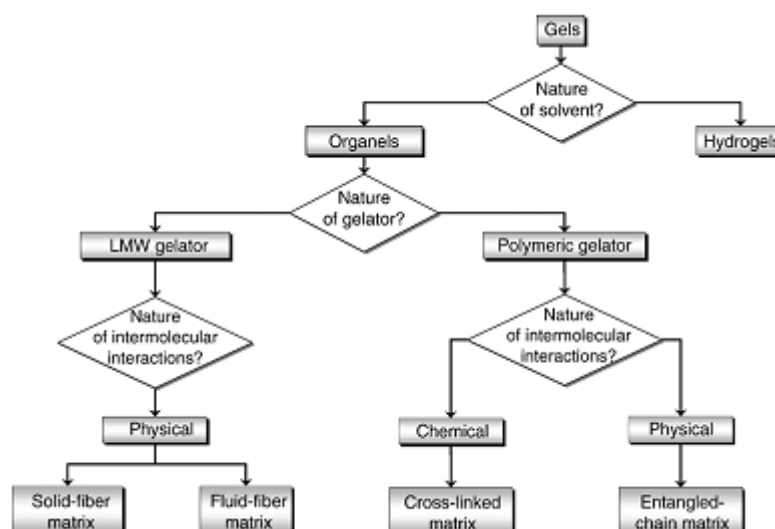 Gels
Nature
of solvent?
Organels
Hydrogels
Nature
of gelator?
LMW gelator
Polymeric gelator
Nature
of intermolecular
interactions?
Nature
of intermolecular
interactions?
Physical
Chemical
Physical
Solid-fiber
matrix
Fluid-fiber
matrix
Cross-linked
matrix
Entangled-
chain matrix